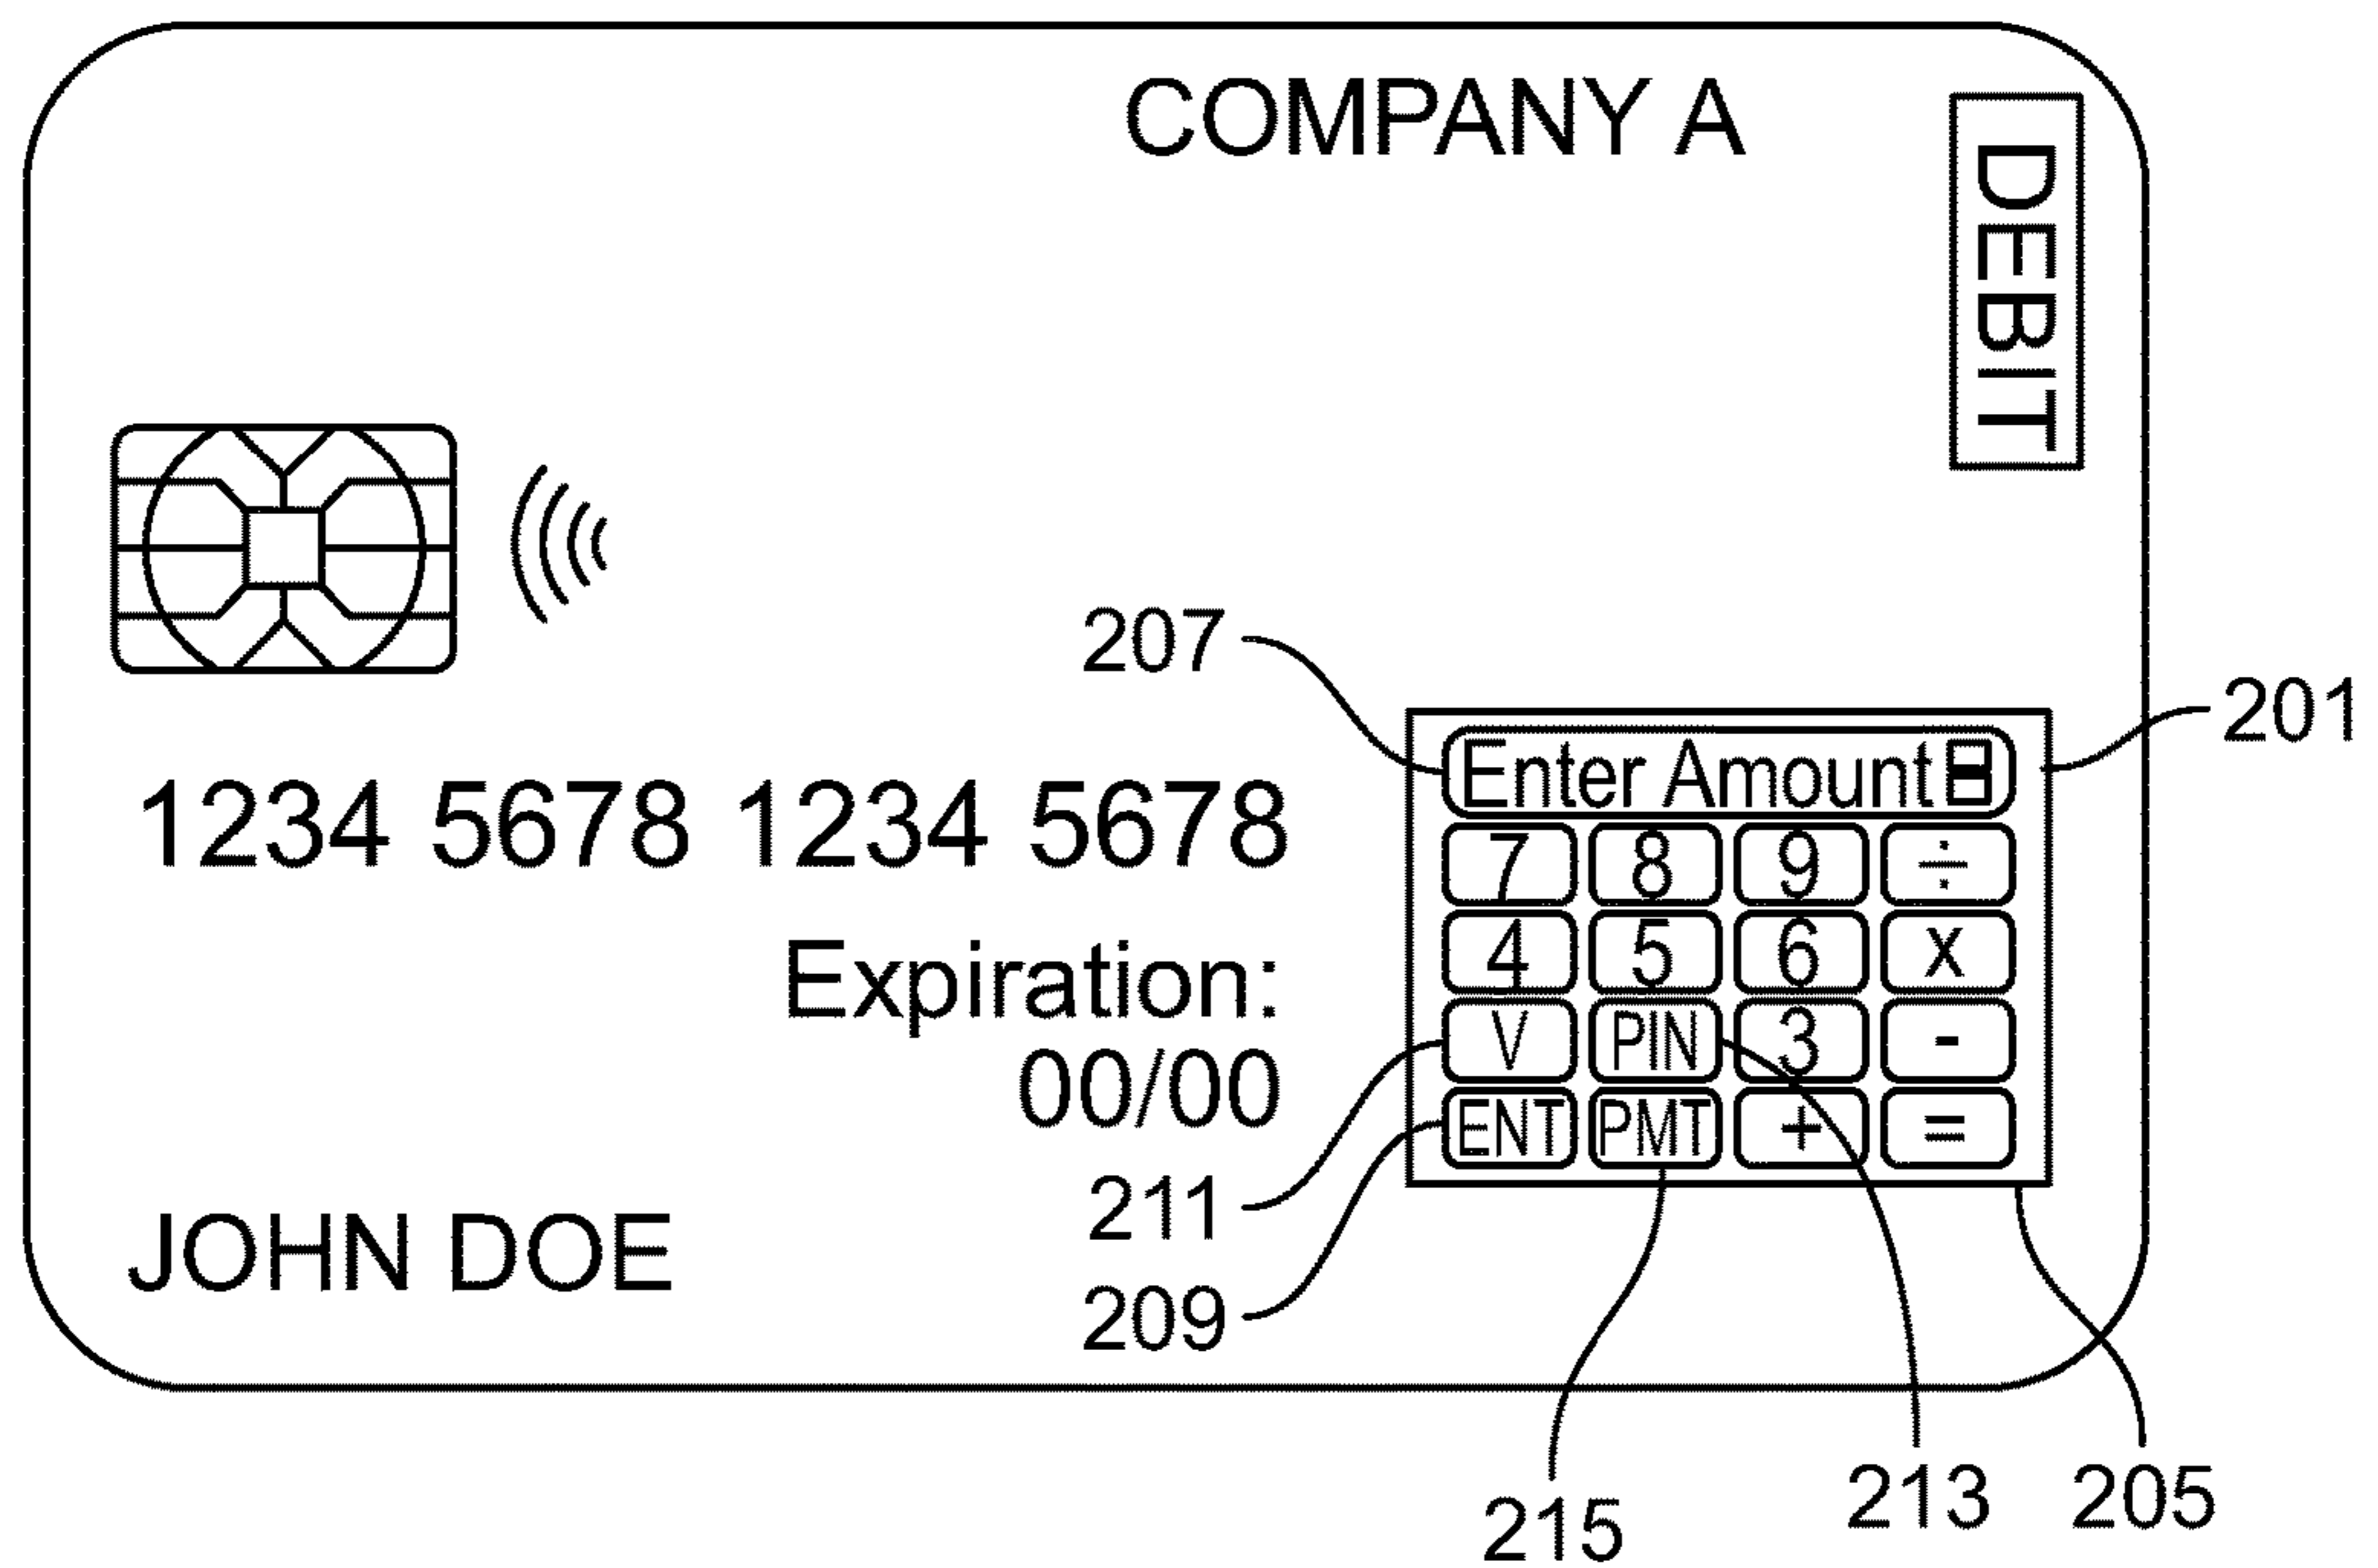 COMPANY A
DEBIT
207
201
Enter Amount
1234 5678 1234 5678
7 8 9 ÷
4 5 6 x
V PIN 3 -
ENT PMT + =
Expiration:
00/00
211
209
JOHN DOE
215
213
205